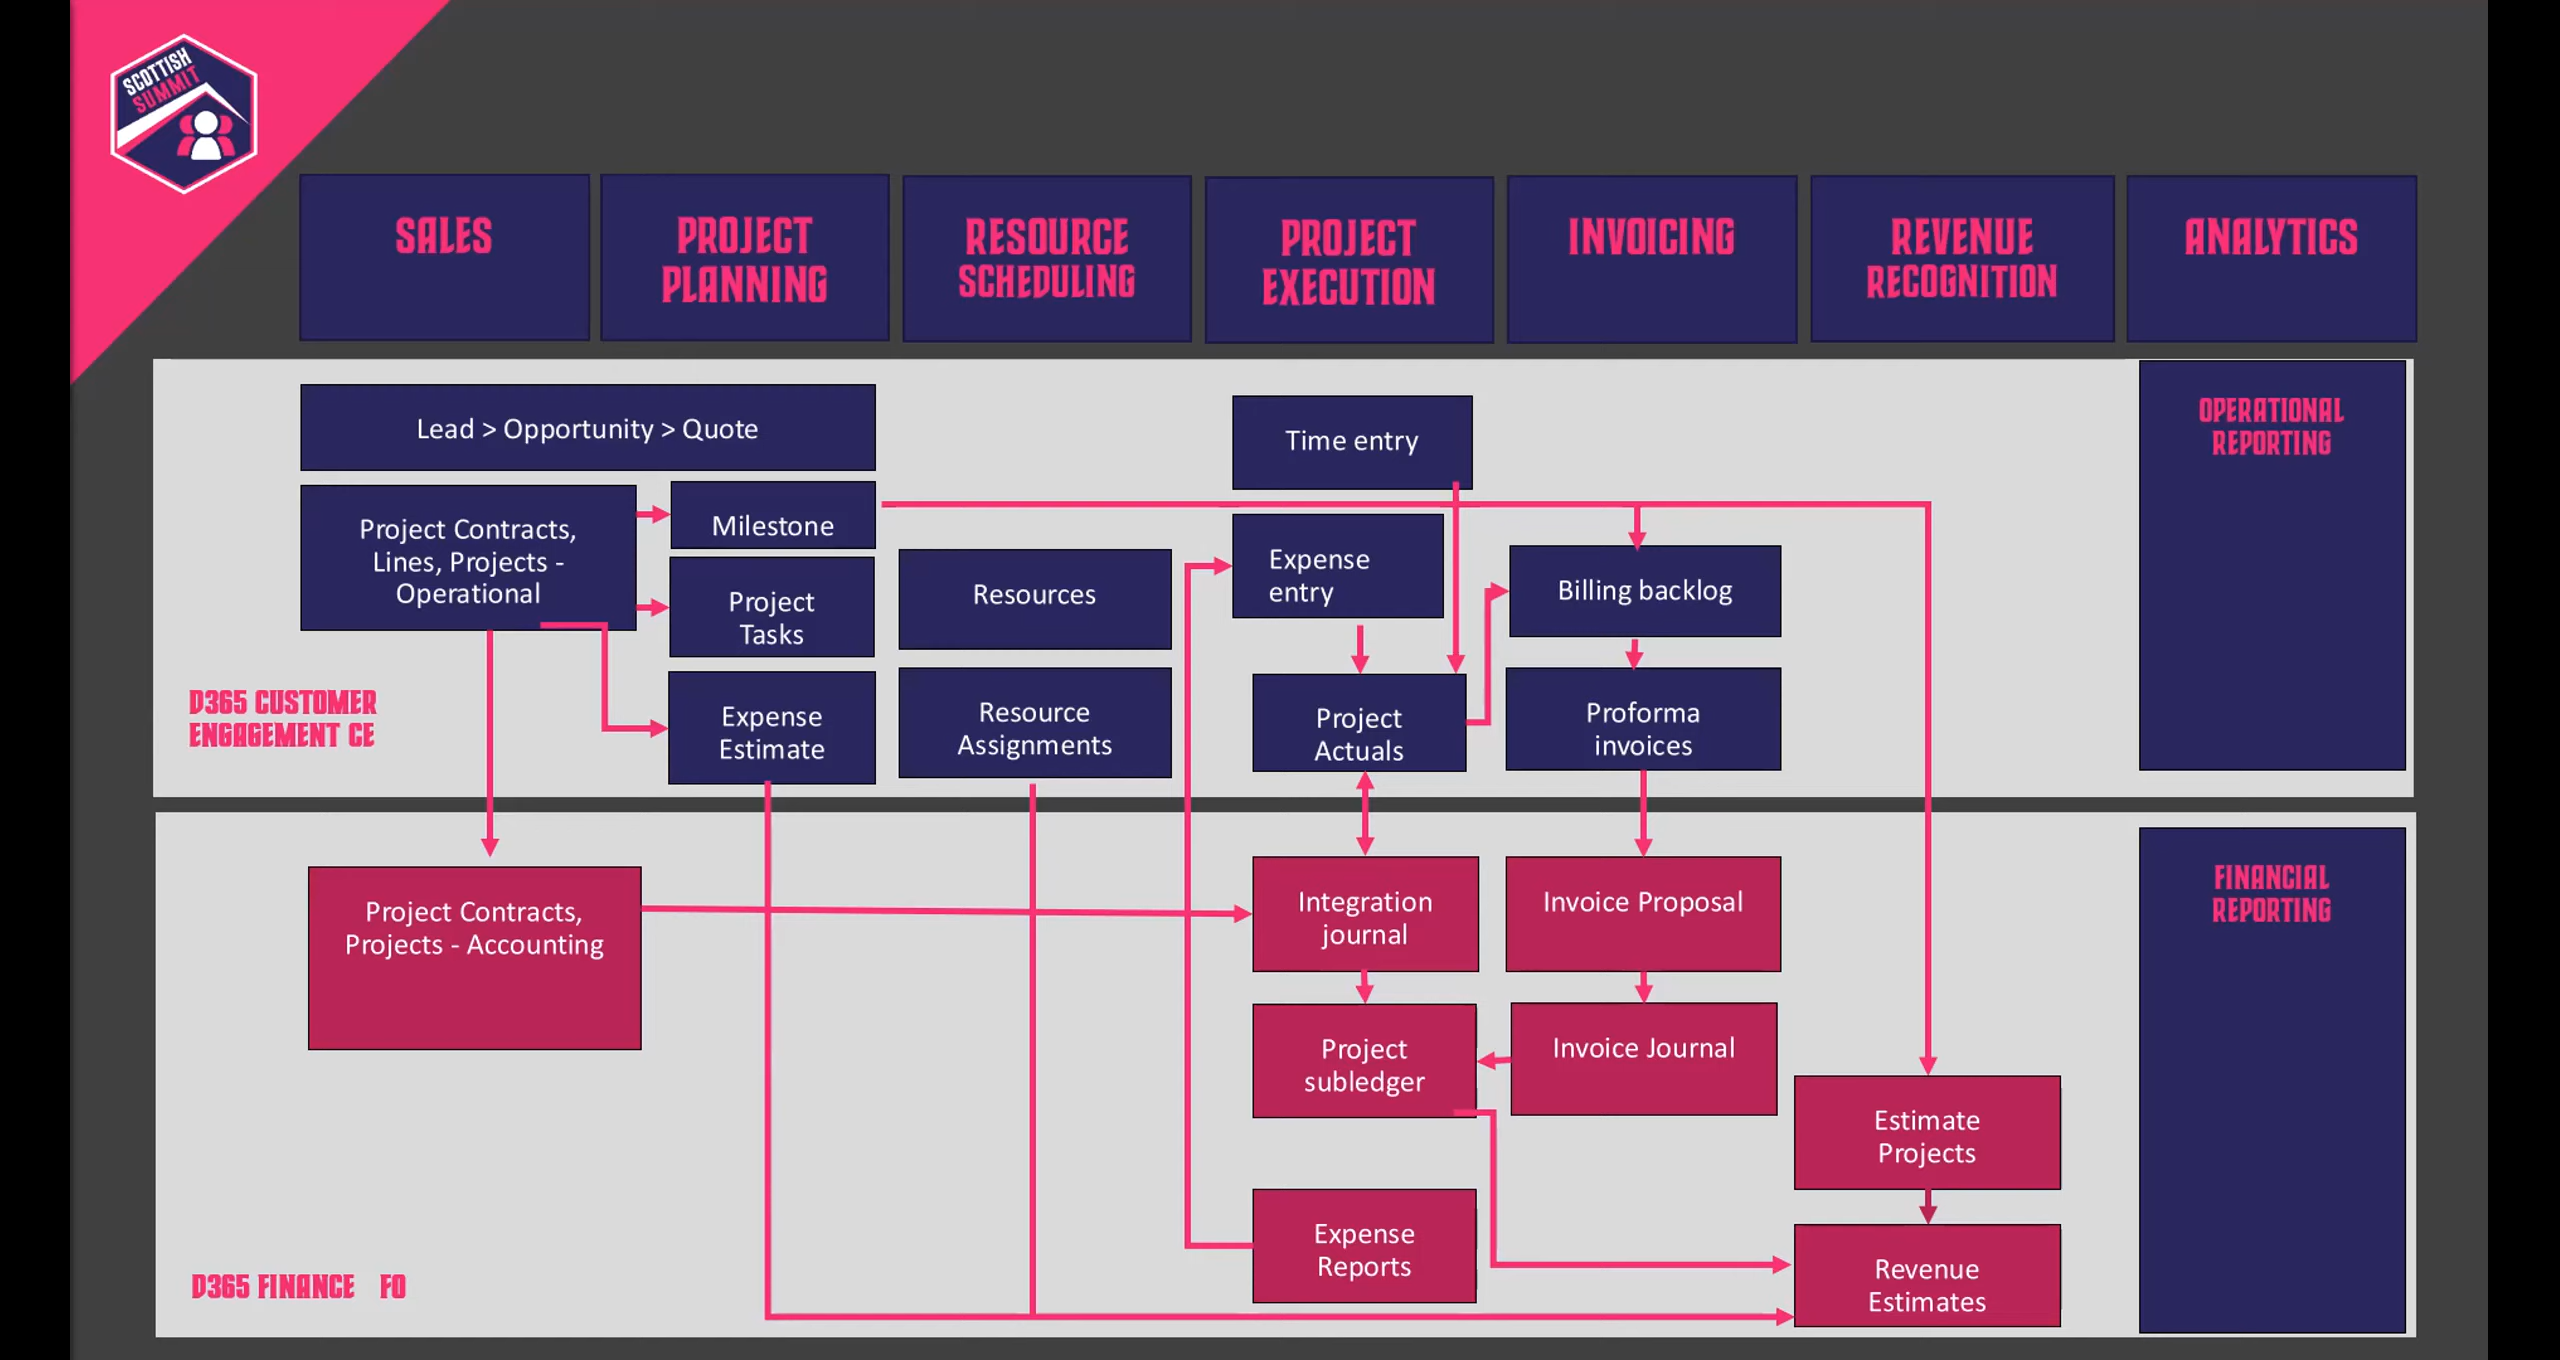 SCOTTISH
SUMMIT
SALES
PROJECT
PLANNING
RESOURCE
SCHEDULING
PROJECT
EXECUTION
INVOICING
REVENUE
RECOGNITION
ANALYTICS
Lead > Opportunity > Quote
Project Contracts,
Lines, Projects -
Operational
Milestone
Project
Tasks
Expense
Estimate
Resources
Resource
Assignments
Time entry
Expense
entry
Project
Actuals
Billing backlog
Proforma
invoices
OPERATIONAL
REPORTING
D365 CUSTOMER
ENGAGEMENT CE
Project Contracts,
Projects - Accounting
Integration
journal
Project
subledger
Expense
Reports
Invoice Proposal
Invoice Journal
Estimate
Projects
Revenue
Estimates
FINANCIAL
REPORTING
D365 FINANCE FO